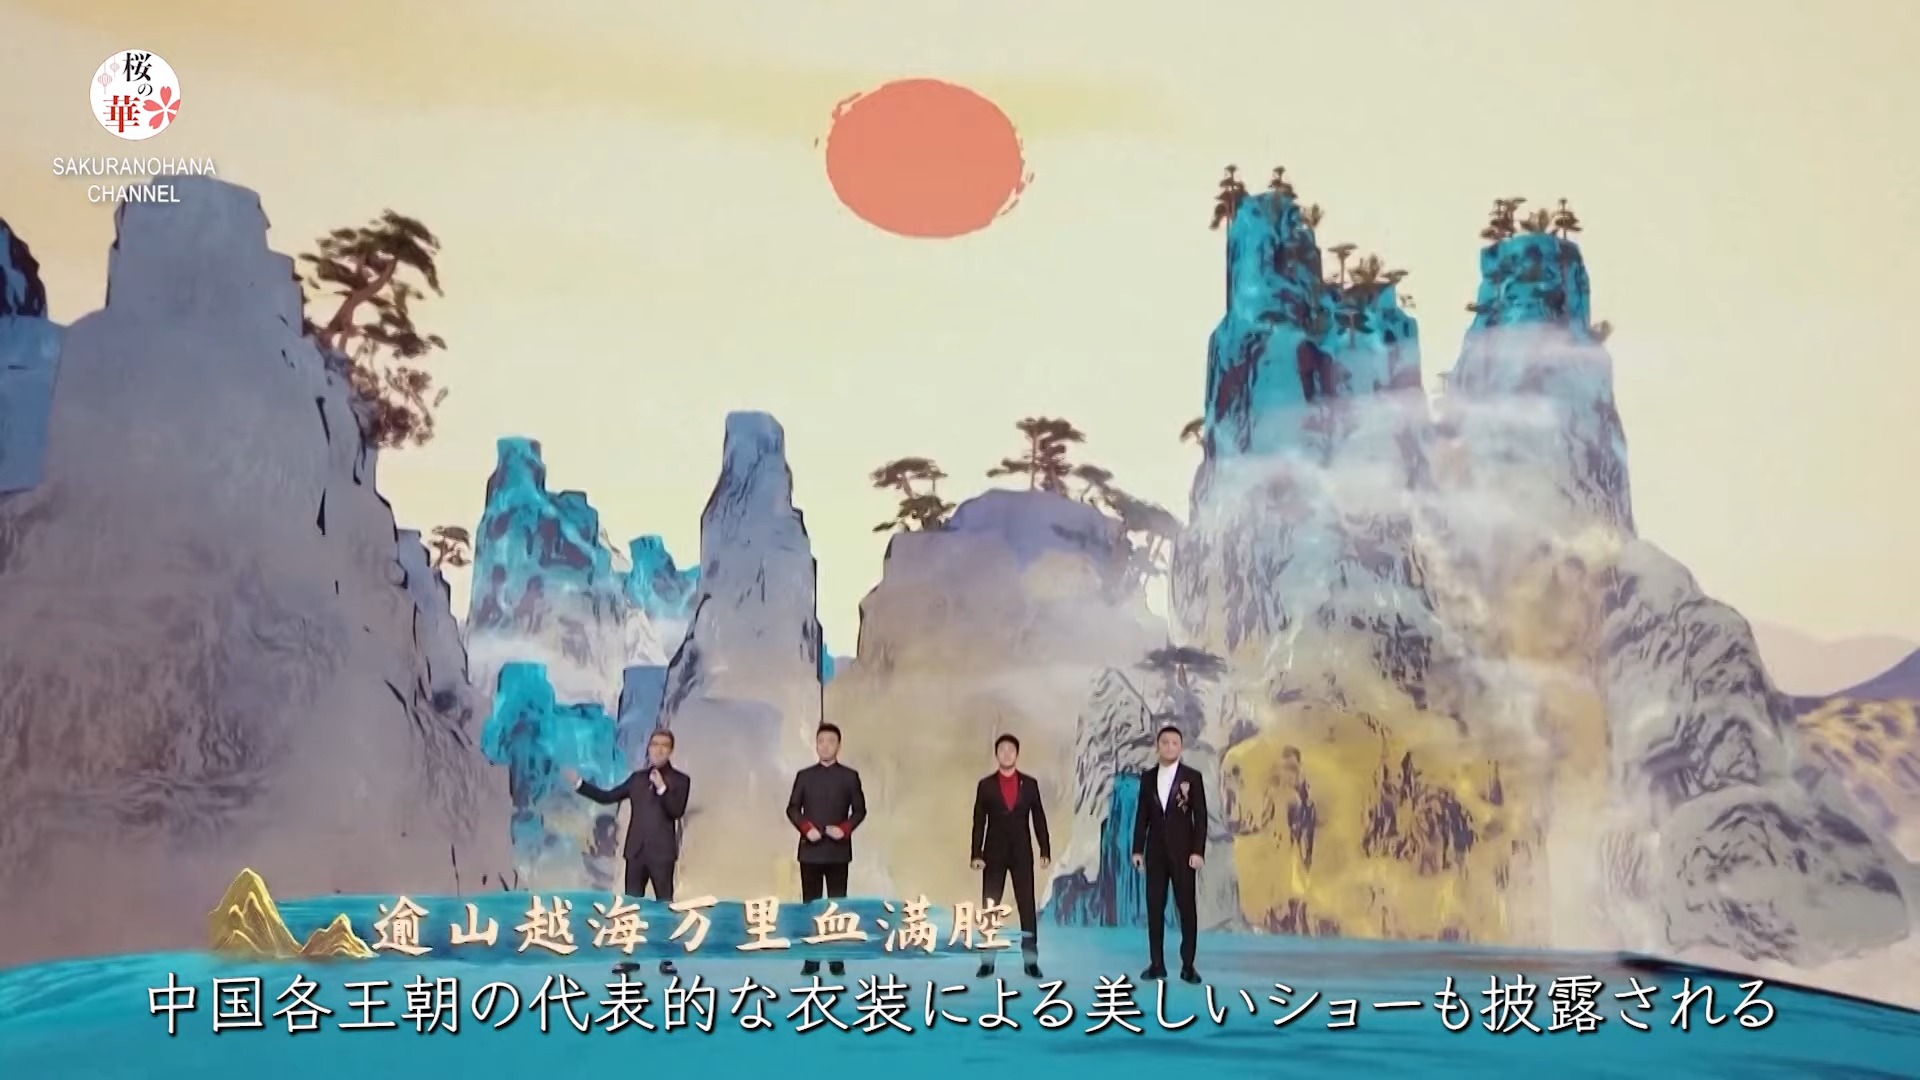 桜の
華
SAKURANOHANA
CHANNEL
逾山越海万里血满腔
中国各王朝の代表的な衣装による美しいショーも披露される